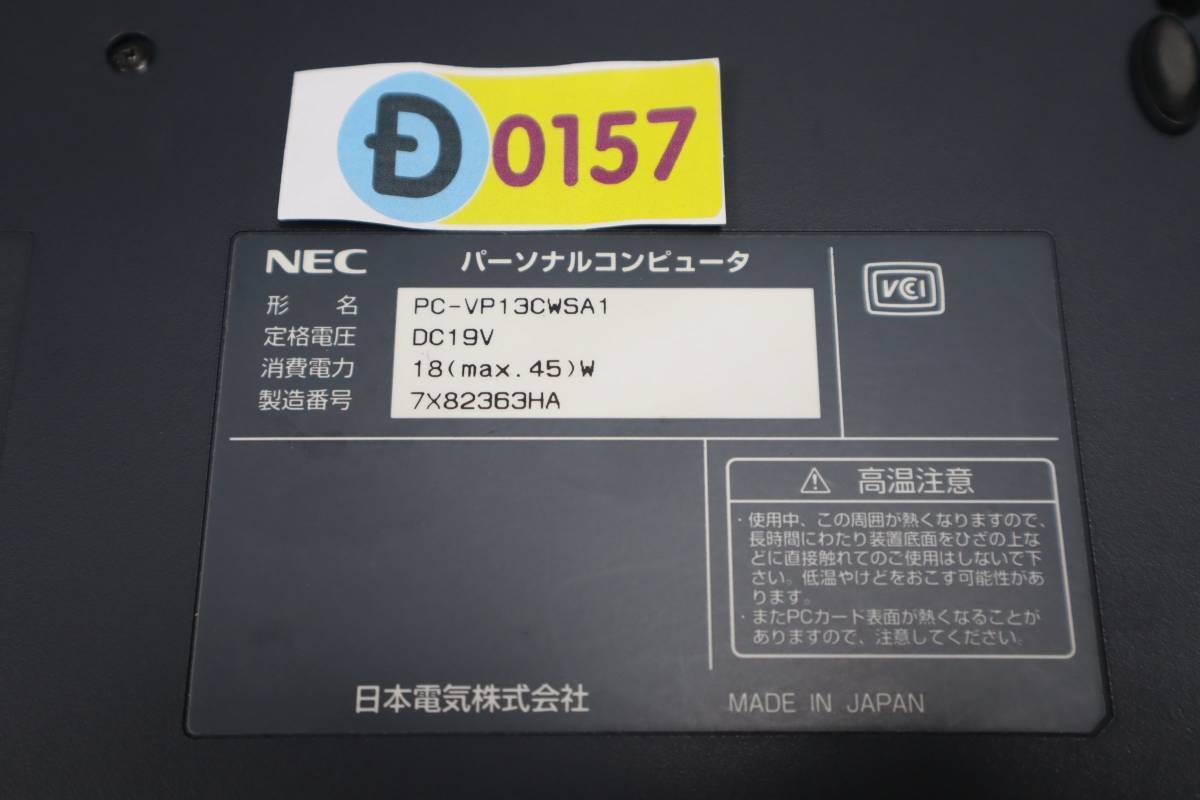 Ð 0157
NEC パーソナルコンピュータ
VCCI
形名 PC-VP13CWSA1
定格電圧 DC19V
消費電力 18(max.45)W
製造番号 7X82363HA
⚠ 高温注意
・使用中、この周囲が熱くなりますので、
長時間にわたり装置底面をひざの上な
どに直接触れてのご使用はしないで下
さい。低温やけどをおこす可能性があ
ります。
・またPCカード表面が熱くなることが
ありますので、注意してください。
日本電気株式会社 MADE IN JAPAN